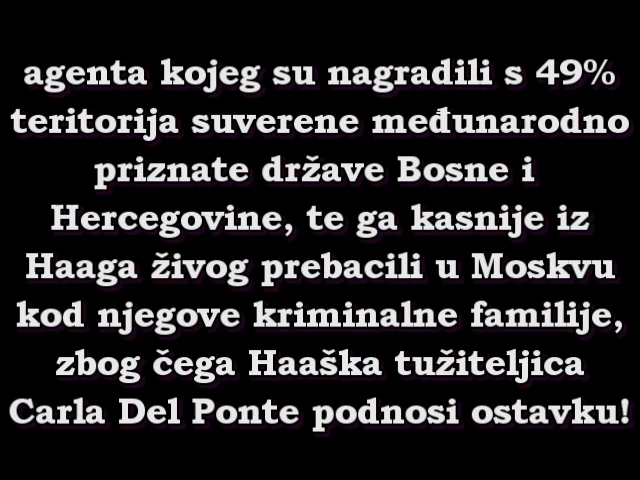 agenta kojeg su nagradili s 49%
teritorija suverene međunarodno
priznate države Bosne i
Hercegovine, te ga kasnije iz
Haaga živog prebacili u Moskvu
kod njegove kriminalne familije,
zbog čega Haaška tužiteljica
Carla Del Ponte podnosi ostavku!